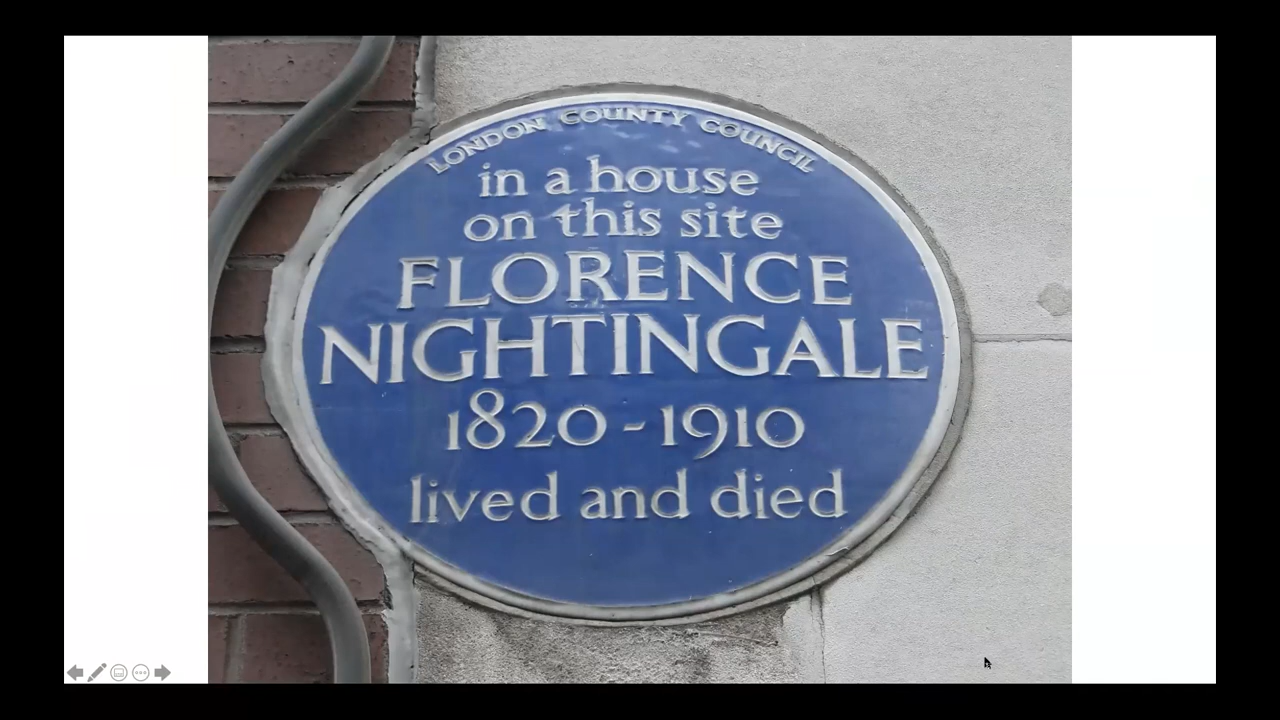 LONDON COUNTY COUNCIL
in a house
on this site
FLORENCE
NIGHTINGALE
1820-1910
lived and died